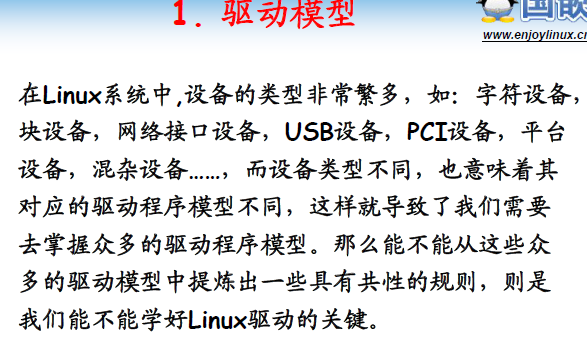 1. 驱动模型
国嵌
www.enjoylinux.cn
在Linux系统中,设备的类型非常繁多，如：字符设备，
块设备，网络接口设备，USB设备，PCI设备，平台
设备，混杂设备……，而设备类型不同，也意味着其
对应的驱动程序模型不同，这样就导致了我们需要
去掌握众多的驱动程序模型。那么能不能从这些众
多的驱动模型中提炼出一些具有共性的规则，则是
我们能不能学好Linux驱动的关键。